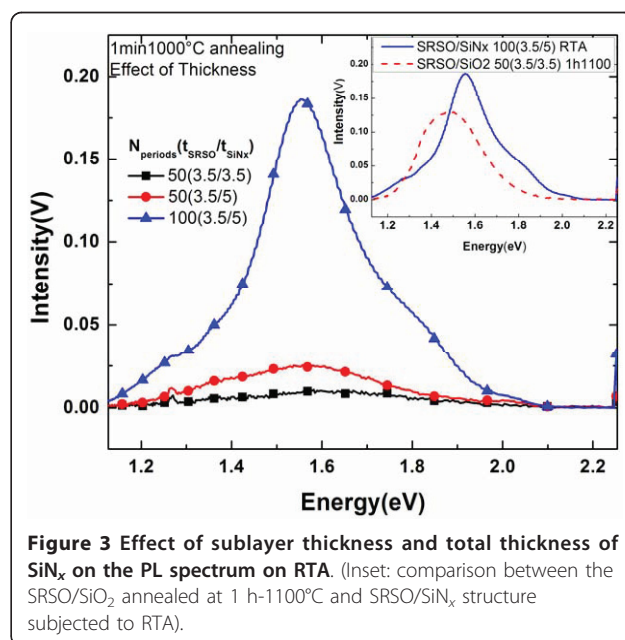 1min1000°C annealing
Effect of Thickness
N_periods(t_SRSO/t_SiNx)
50(3.5/3.5)
50(3.5/5)
100(3.5/5)
Intensity(V)
0.20
0.15
0.10
0.05
0.00
1.2 1.4 1.6 1.8 2.0 2.2
Energy(eV)
SRSO/SiNx 100(3.5/5) RTA
SRSO/SiO2 50(3.5/3.5) 1h1100
Intensity(V)
0.20
0.15
0.10
0.05
0.00
1.2 1.4 1.6 1.8 2.0 2.2
Energy(eV)
Figure 3 Effect of sublayer thickness and total thickness of
SiNₓ on the PL spectrum on RTA. (Inset: comparison between the
SRSO/SiO₂ annealed at 1 h-1100°C and SRSO/SiNₓ structure
subjected to RTA).